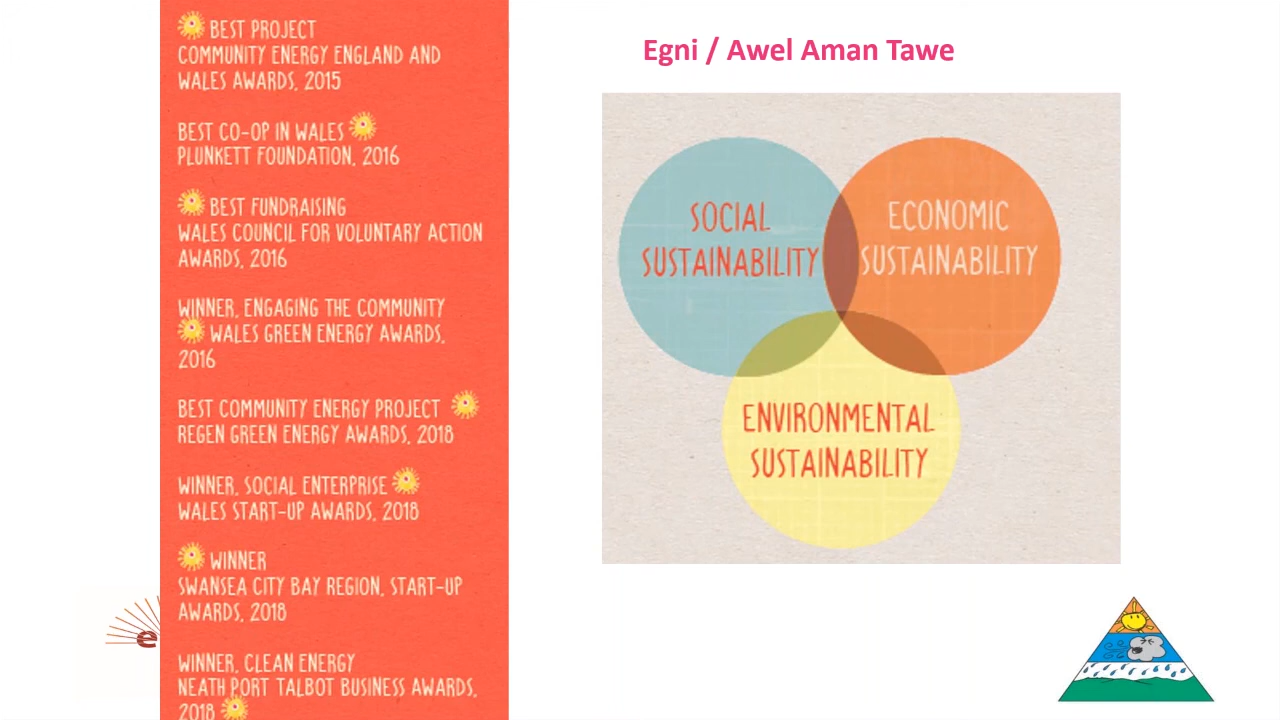 BEST PROJECT
COMMUNITY ENERGY ENGLAND AND
WALES AWARDS, 2015
BEST CO-OP IN WALES
PLUNKETT FOUNDATION, 2016
BEST FUNDRAISING
WALES COUNCIL FOR VOLUNTARY ACTION
AWARDS, 2016
WINNER, ENGAGING THE COMMUNITY
WALES GREEN ENERGY AWARDS,
2016
BEST COMMUNITY ENERGY PROJECT
REGEN GREEN ENERGY AWARDS, 2018
WINNER, SOCIAL ENTERPRISE
WALES START-UP AWARDS, 2018
WINNER
SWANSEA CITY BAY REGION, START-UP
AWARDS, 2018
WINNER, CLEAN ENERGY
NEATH PORT TALBOT BUSINESS AWARDS,
2018
e
Egni / Awel Aman Tawe
SOCIAL
SUSTAINABILITY
ECONOMIC
SUSTAINABILITY
ENVIRONMENTAL
SUSTAINABILITY